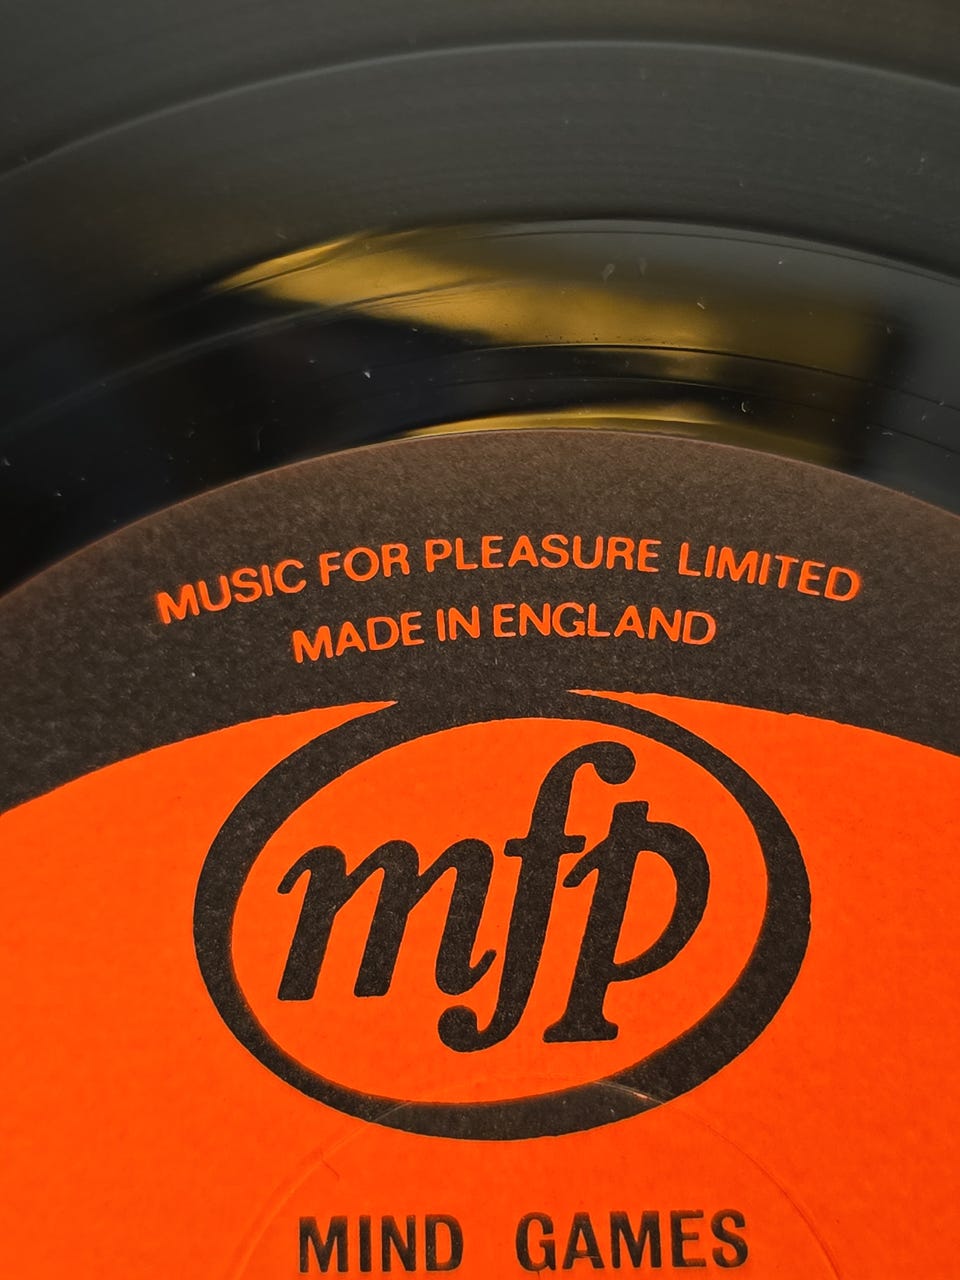 MUSIC FOR PLEASURE LIMITED
MADE IN ENGLAND
mfp
MIND GAMES